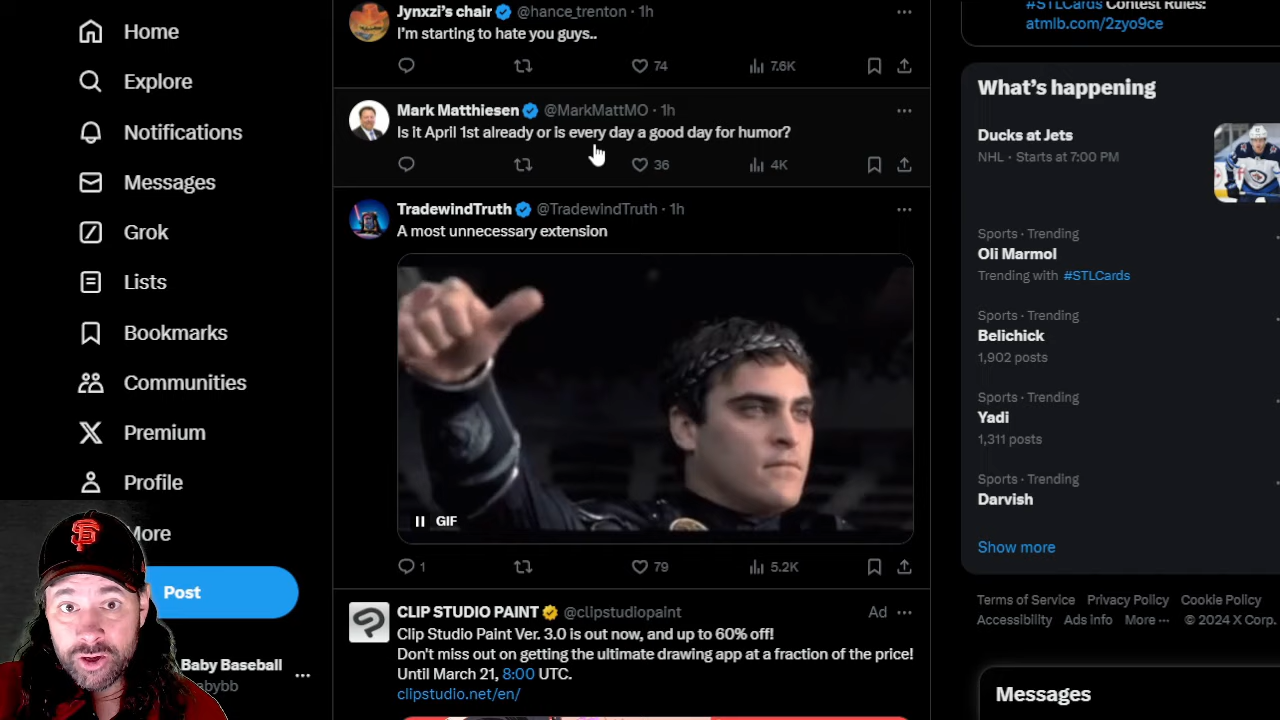 Home
Explore
Notifications
Messages
Grok
Lists
Bookmarks
Communities
Premium
Profile
More
Post
Baby Baseball
abybb
SF
Jynxzi's chair @hance_trenton · 1h
I'm starting to hate you guys..
74
7.6K
Mark Matthiesen @MarkMattMO · 1h
Is it April 1st already or is every day a good day for humor?
36
4K
TradewindTruth @TradewindTruth · 1h
A most unnecessary extension
GIF
1
79
5.2K
CLIP STUDIO PAINT @clipstudiopaint
Ad
Clip Studio Paint Ver. 3.0 is out now, and up to 60% off!
Don't miss out on getting the ultimate drawing app at a fraction of the price!
Until March 21, 8:00 UTC.
clipstudio.net/en/
#STLCards Contest Rules:
atmlb.com/2zyo9ce
What's happening
Ducks at Jets
NHL · Starts at 7:00 PM
Sports · Trending
Oli Marmol
Trending with #STLCards
Sports · Trending
Belichick
1,902 posts
Sports · Trending
Yadi
1,311 posts
Sports · Trending
Darvish
Show more
Terms of Service Privacy Policy Cookie Policy
Accessibility Ads info More ··· © 2024 X Corp.
Messages